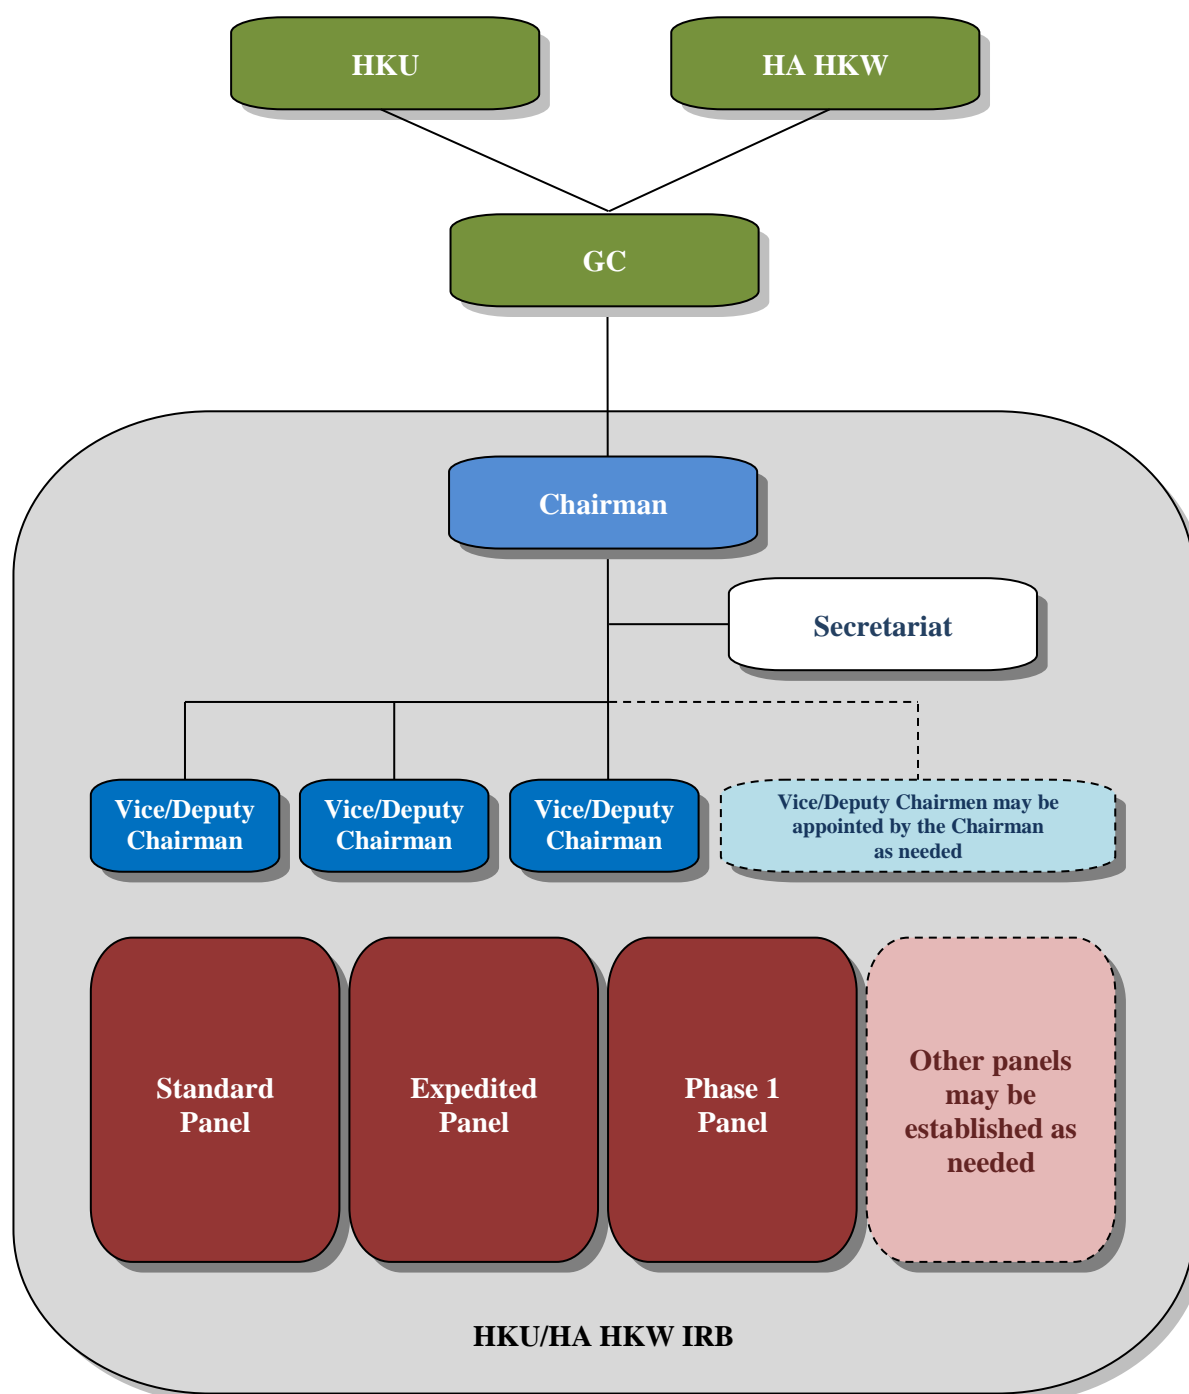 HKU
HA HKW
GC
Chairman
Secretariat
Vice/Deputy
Chairman
Vice/Deputy
Chairman
Vice/Deputy
Chairman
Vice/Deputy Chairmen may be
appointed by the Chairman
as needed
Standard
Panel
Expedited
Panel
Phase 1
Panel
Other panels
may be
established as
needed
HKU/HA HKW IRB